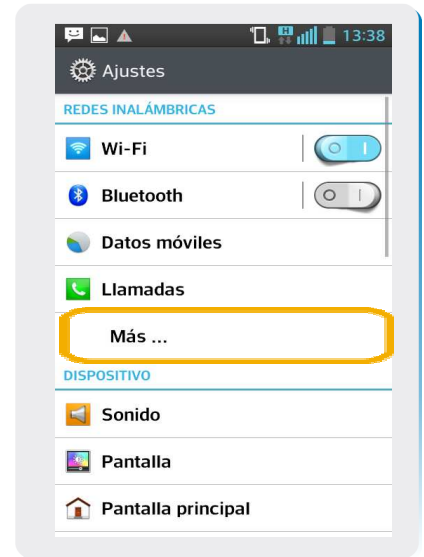 H 13:38
Ajustes
REDES INALÁMBRICAS
Wi-Fi
Bluetooth
Datos móviles
Llamadas
Más ...
DISPOSITIVO
Sonido
Pantalla
Pantalla principal